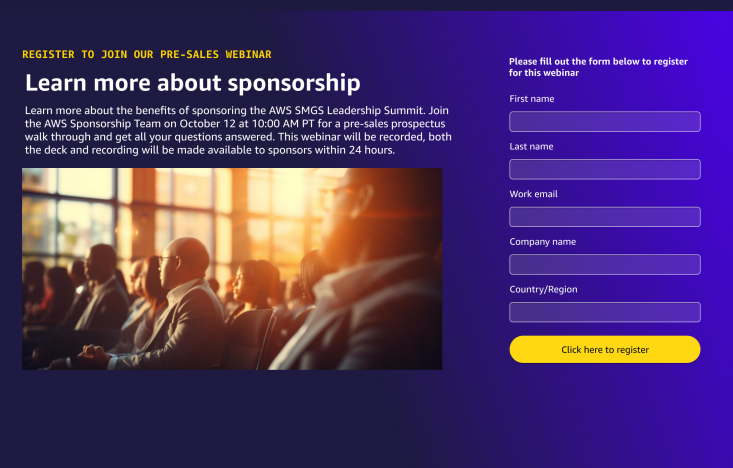 REGISTER TO JOIN OUR PRE-SALES WEBINAR
Learn more about sponsorship
Learn more about the benefits of sponsoring the AWS SMGS Leadership Summit. Join
the AWS Sponsorship Team on October 12 at 10:00 AM PT for a pre-sales prospectus
walk through and get all your questions answered. This webinar will be recorded, both
the deck and recording will be made available to sponsors within 24 hours.
Please fill out the form below to register
for this webinar
First name
Last name
Work email
Company name
Country/Region
Click here to register